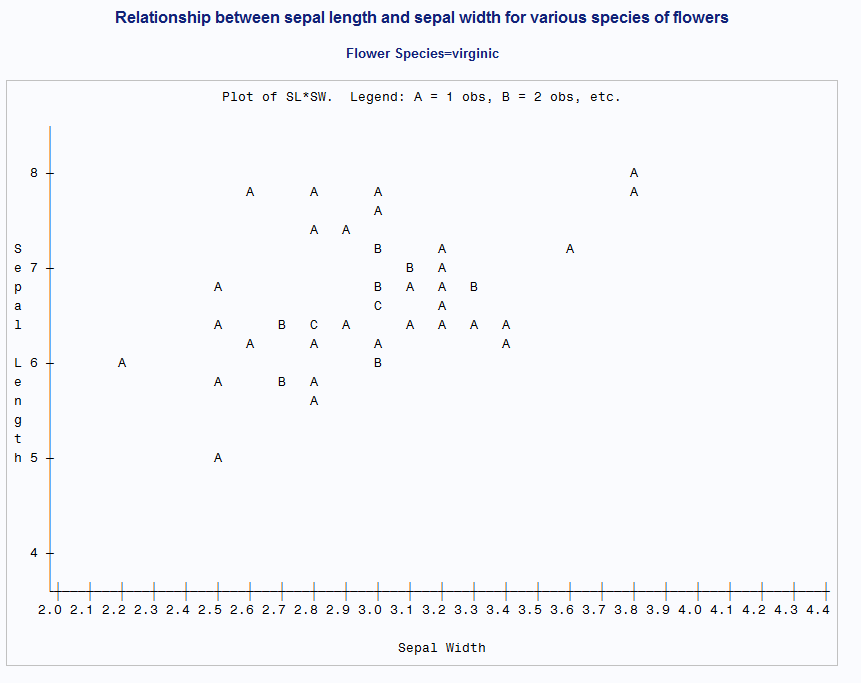 Relationship between sepal length and sepal width for various species of flowers
Flower Species=virginic
Plot of SL*SW.  Legend: A = 1 obs, B = 2 obs, etc.
8 A
A A A A
A
A A
S B A A
e 7 B A
p A B A A B
a C A
l A B C A A A A A
A A A A
L 6 A B
e A B A
n A
g
t
h 5 A
4
2.0 2.1 2.2 2.3 2.4 2.5 2.6 2.7 2.8 2.9 3.0 3.1 3.2 3.3 3.4 3.5 3.6 3.7 3.8 3.9 4.0 4.1 4.2 4.3 4.4
Sepal Width